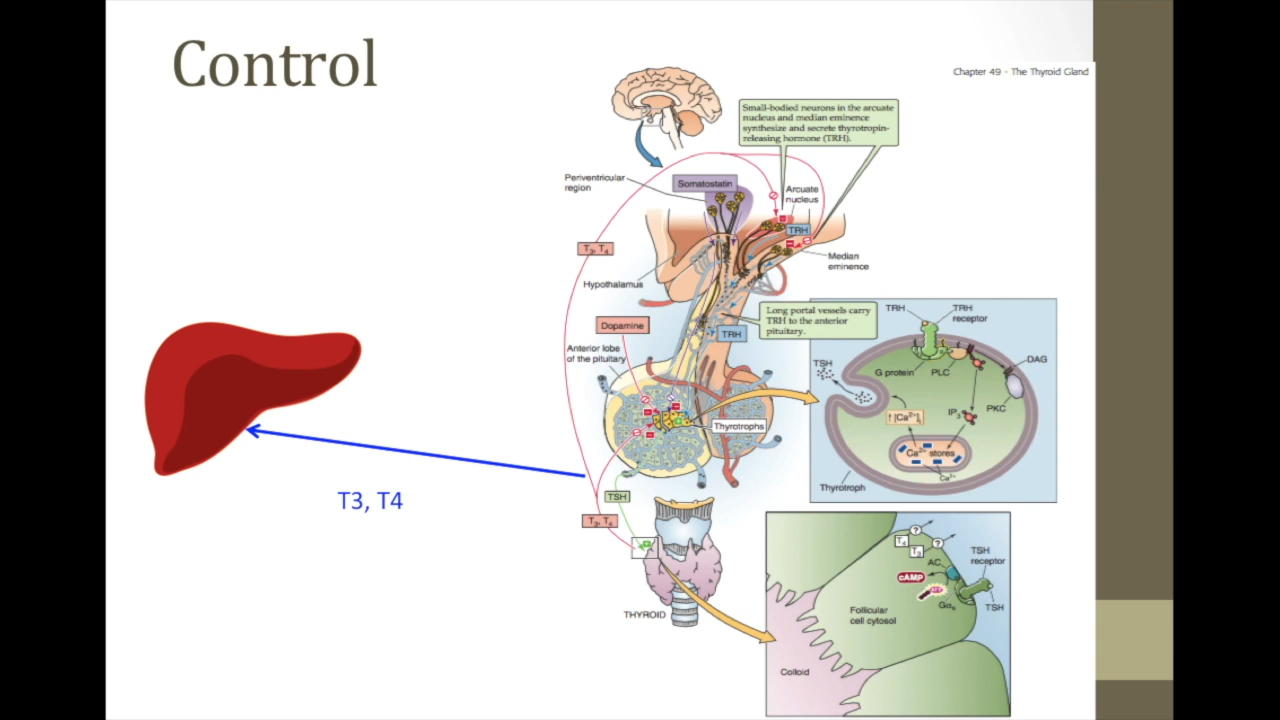 Control
Chapter 49 - The Thyroid Gland
Small-bodied neurons in the arcuate
nucleus and median eminence
synthesize and secrete thyrotropin-
releasing hormone (TRH).
Periventricular
region
Somatostatin
Arcuate
nucleus
TRH
T3, T4
Median
eminence
Hypothalamus
Long portal vessels carry
TRH to the anterior
pituitary.
Dopamine
TRH
Anterior lobe
of the pituitary
Thyrotrophs
TRH
TRH
receptor
TSH
G protein
PLC
DAG
PKC
IP3
↑ [Ca2+]i
Ca2+ stores
Ca2+
Thyrotroph
T3, T4
TSH
T3, T4
THYROID
?
?
T4
T3
TSH
receptor
AC
cAMP
ATP
Gαs
TSH
Follicular
cell cytosol
Colloid